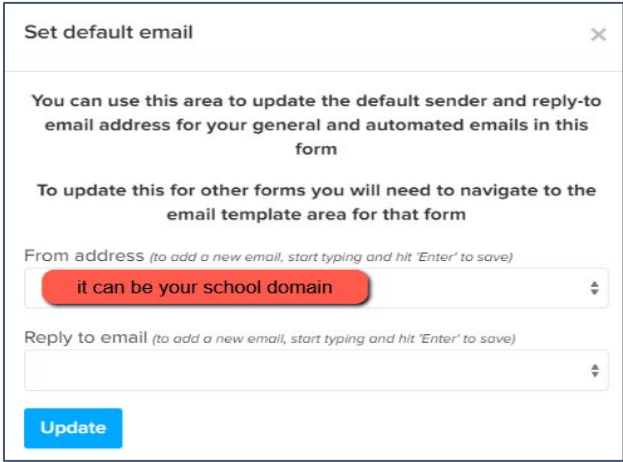 Set default email
×
You can use this area to update the default sender and reply-to
email address for your general and automated emails in this
form
To update this for other forms you will need to navigate to the
email template area for that form
From address (to add a new email, start typing and hit 'Enter' to save)
it can be your school domain
Reply to email (to add a new email, start typing and hit 'Enter' to save)
Update